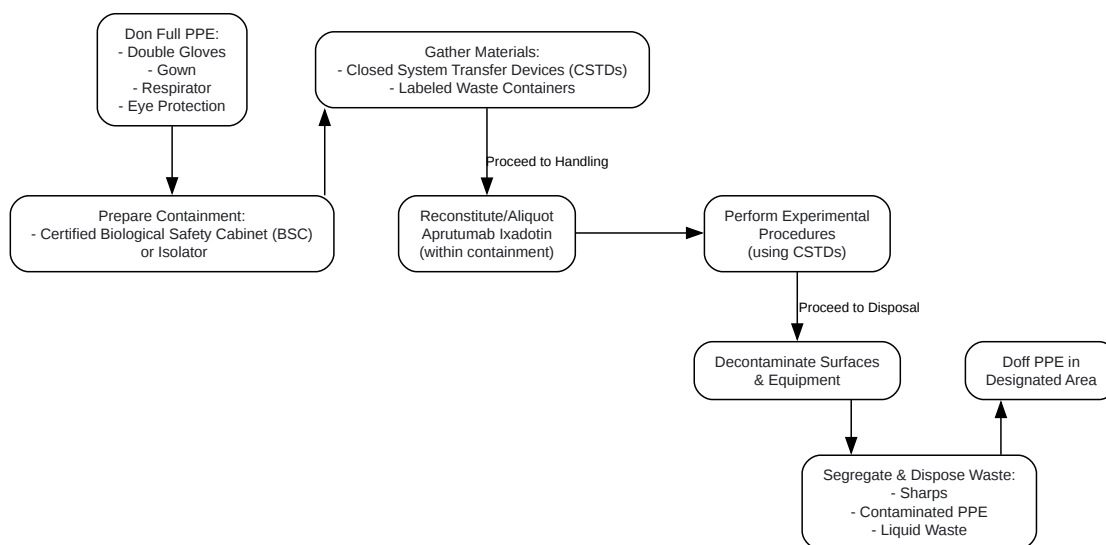 Don Full PPE:
- Double Gloves
- Gown
- Respirator
- Eye Protection
Prepare Containment:
- Certified Biological Safety Cabinet (BSC)
or Isolator
Gather Materials:
- Closed System Transfer Devices (CSTDs)
- Labeled Waste Containers
Proceed to Handling
Reconstitute/Aliquot
Aprutumab Ixadotin
(within containment)
Perform Experimental
Procedures
(using CSTDs)
Proceed to Disposal
Decontaminate Surfaces
& Equipment
Segregate & Dispose Waste:
- Sharps
- Contaminated PPE
- Liquid Waste
Doff PPE in
Designated Area